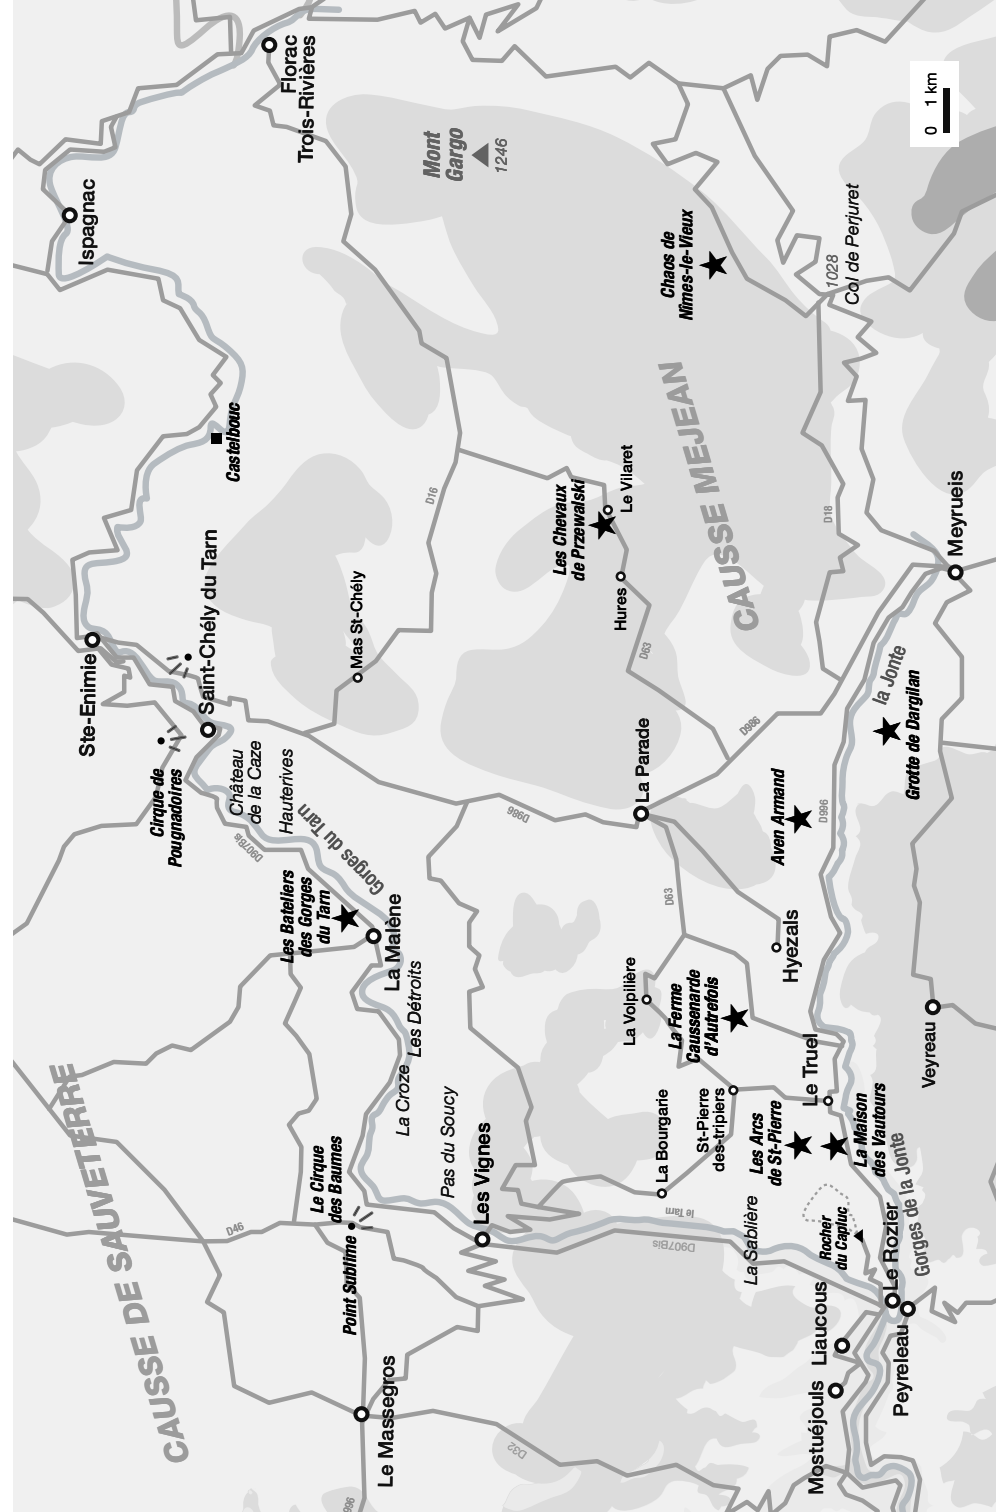 Florac
Trois-Rivières
Ispagnac
Mont
Gargo
1246
0 1 km
Castelbouc
Chaos de
Nîmes-le-Vieux
1028
Col de Perjuret
Ste-Enimie
Saint-Chély du Tarn
Mas St-Chély
D16
Les Chevaux
de Przewalski
Le Vilaret
Hures
D63
CAUSSE MEJEAN
D18
Meyrueis
Cirque de
Pougnadoires
Château
de la Caze
Hauterives
D907Bis
Gorges du Tarn
D986
La Parade
D986
la Jonte
Grotte de Dargilan
Aven Armand
D996
Les Bateliers
des Gorges
du Tarn
La Malène
Les Détroits
La Croze
D63
Hyezals
La Volpilière
La Ferme
Caussenarde
d'Autrefois
Veyreau
CAUSSE DE SAUVETERRE
Le Cirque
des Baumes
Pas du Soucy
Les Vignes
D46
Point Sublime
La Bourgarie
St-Pierre
des-tripiers
Le Truel
Les Arcs
de St-Pierre
La Maison
des Vautours
Gorges de la Jonte
le Tarn
D907Bis
La Sablière
Rocher
du Capluc
Le Rozier
Peyreleau
Liaucous
Mostuéjouls
Le Massegros
D32
996